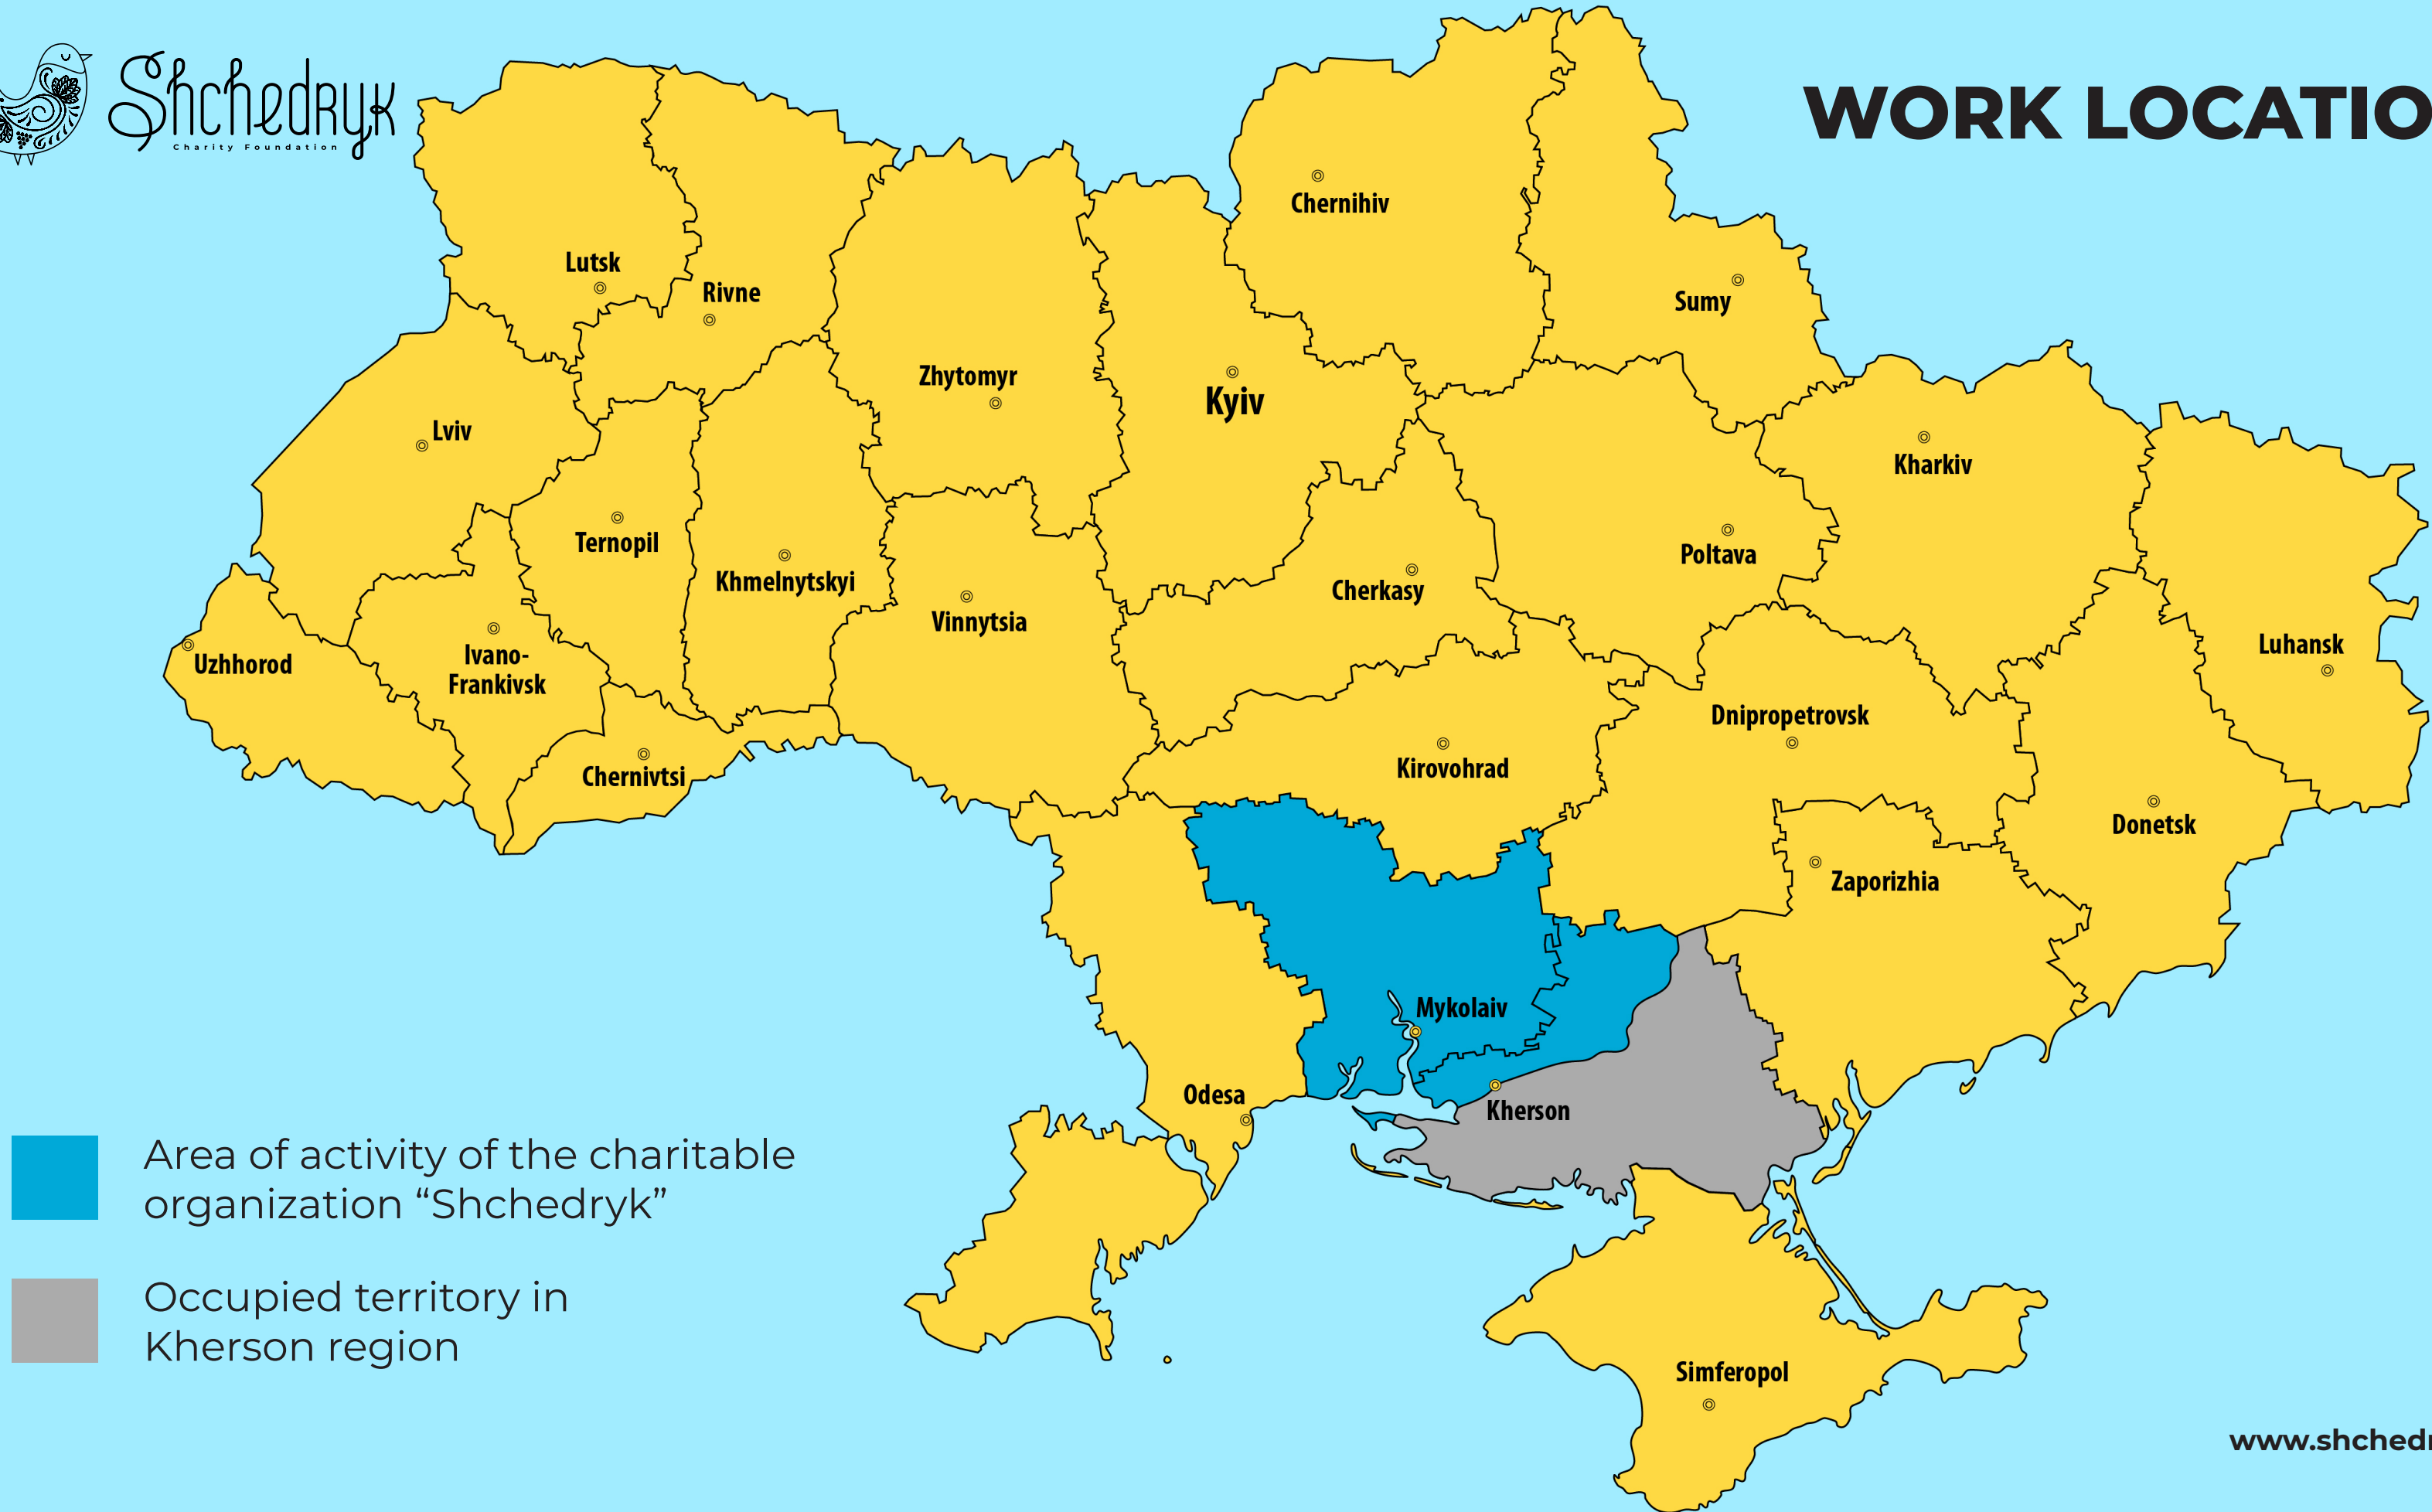 Shchedryk
Charity Foundation
WORK LOCATIO
Chernihiv
Lutsk
Rivne
Sumy
Zhytomyr
Kyiv
Lviv
Kharkiv
Ternopil
Khmelnytskyi
Poltava
Cherkasy
Vinnytsia
Uzhhorod
Ivano-
Frankivsk
Luhansk
Dnipropetrovsk
Chernivtsi
Kirovohrad
Donetsk
Zaporizhia
Mykolaiv
Odesa
Kherson
Area of activity of the charitable
organization “Shchedryk”
Occupied territory in
Kherson region
Simferopol
www.shched